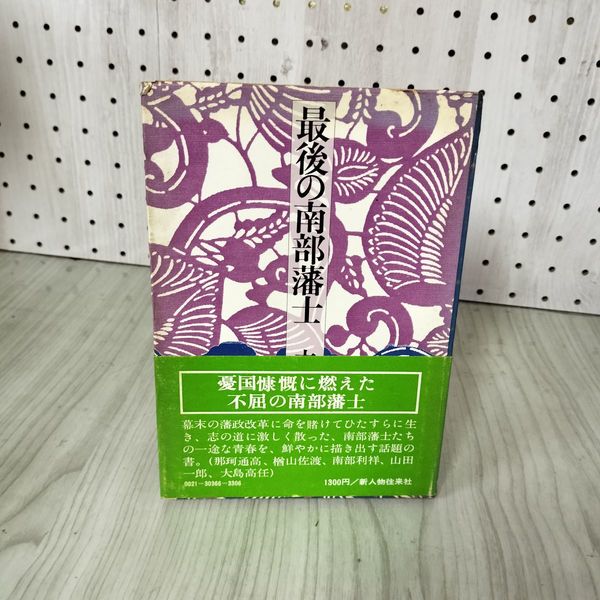 最後の南部藩士
憂国慷慨に燃えた
不屈の南部藩士
幕末の藩政改革に命を賭けてひたすらに生
き、志の道に激しく散った、南部藩士たち
の一途な青春を、鮮やかに描き出す話題の
書。(那珂通高、楢山佐渡、南部利祥、山田
一郎、大島高任)
0021-30366-3306
1300円/新人物往来社